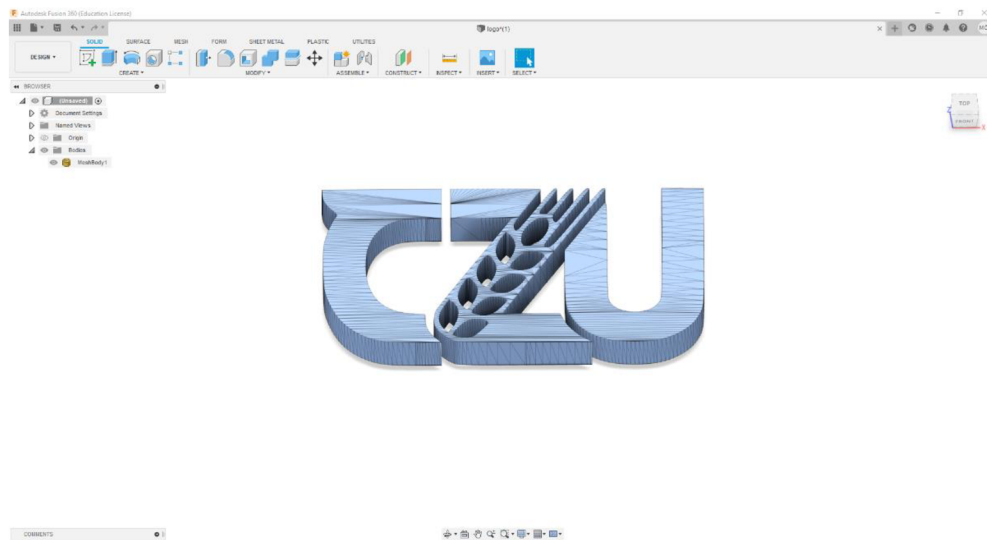 Autodesk Fusion 360 (Education License)
logo*(1)
SOLID SURFACE MESH FORM SHEET METAL PLASTIC UTILITIES
DESIGN
CREATE MODIFY ASSEMBLE CONSTRUCT INSPECT INSERT SELECT
BROWSER
(Unsaved)
Document Settings
Named Views
Origin
Bodies
MeshBody1
TOP
FRONT
Z
X
CZU
COMMENTS